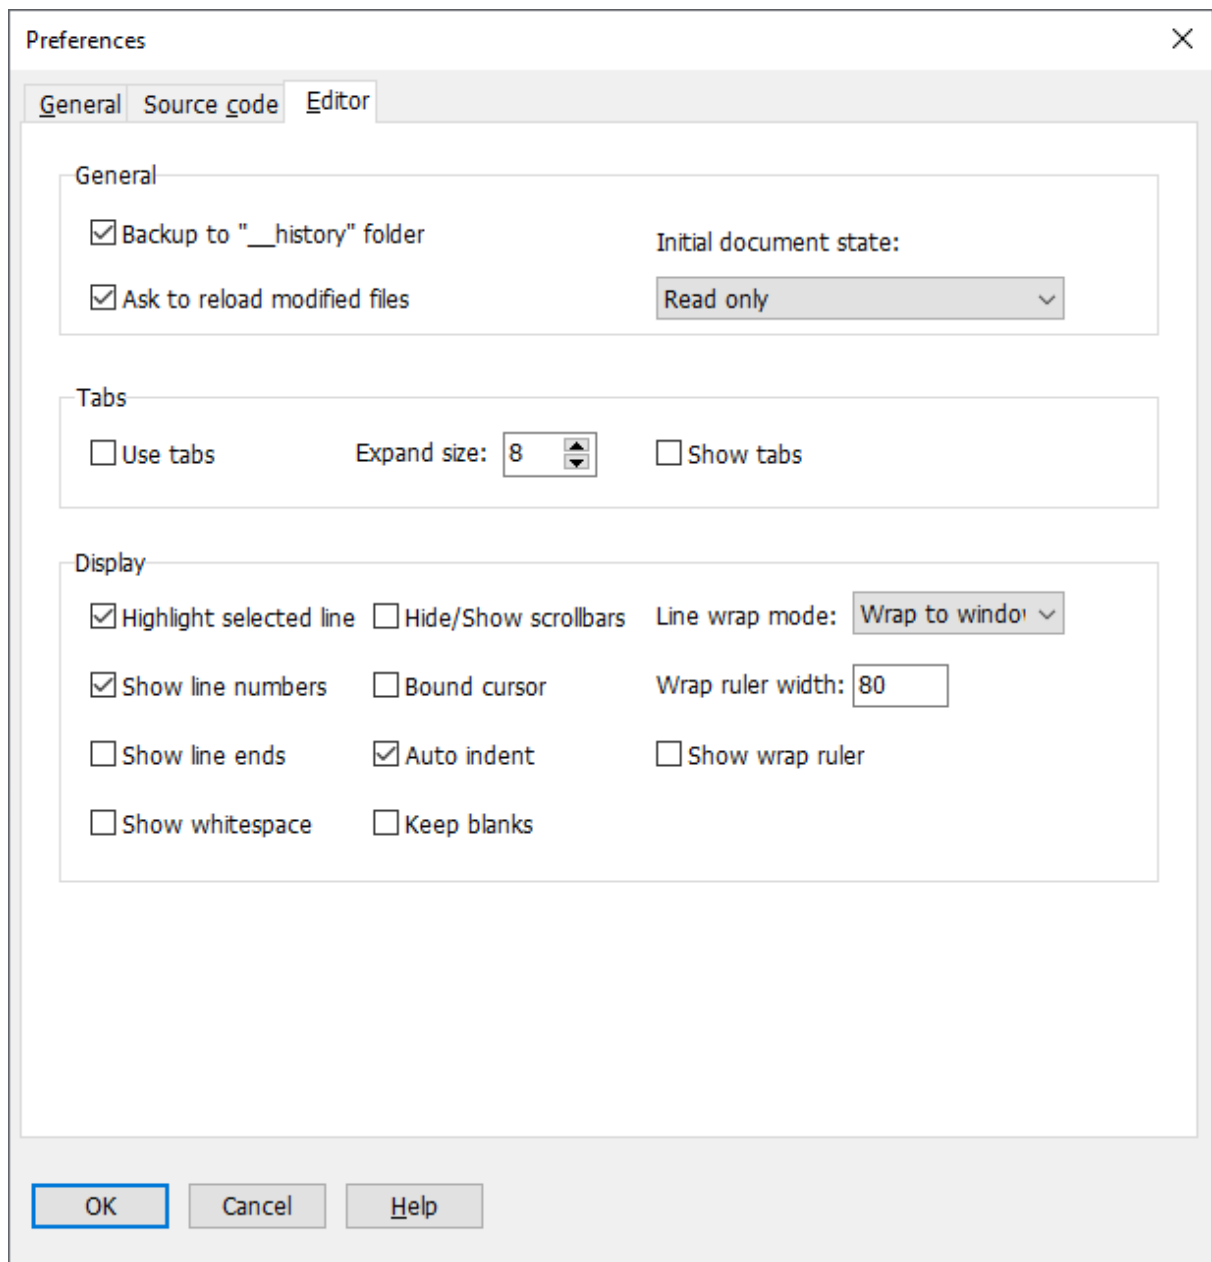 Preferences
General Source code Editor
General
Backup to "__history" folder
Initial document state:
Ask to reload modified files
Read only
Tabs
Use tabs Expand size: 8 Show tabs
Display
Highlight selected line Hide/Show scrollbars Line wrap mode: Wrap to windo
Show line numbers Bound cursor Wrap ruler width: 80
Show line ends Auto indent Show wrap ruler
Show whitespace Keep blanks
OK Cancel Help